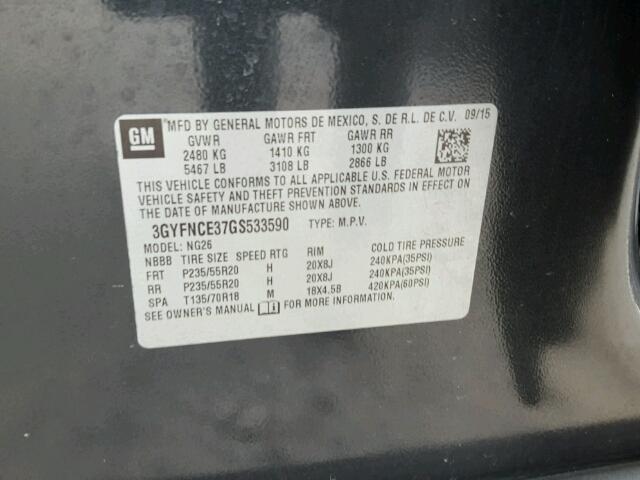 GM MFD BY GENERAL MOTORS DE MEXICO, S. DE R.L. DE C.V. 09/15
GVWR GAWR FRT GAWR RR
2480 KG 1410 KG 1300 KG
5467 LB 3108 LB 2866 LB
THIS VEHICLE CONFORMS TO ALL APPLICABLE U.S. FEDERAL MOTOR
VEHICLE SAFETY AND THEFT PREVENTION STANDARDS IN EFFECT ON
THE DATE OF MANUFACTURE SHOWN ABOVE.
3GYFNCE37GS533590 TYPE: M.P.V.
MODEL: NG26
NBBB TIRE SIZE SPEED RTG RIM COLD TIRE PRESSURE
FRT P235/55R20 H 20X8J 240KPA(35PSI)
RR P235/55R20 H 20X8J 240KPA(35PSI)
SPA T135/70R18 M 18X4.5B 420KPA(60PSI)
SEE OWNER'S MANUAL FOR MORE INFORMATION.